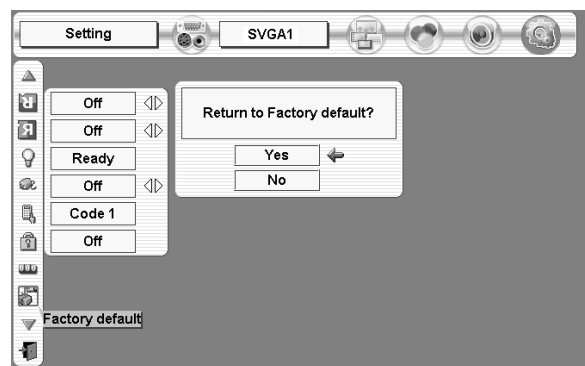 Setting
SVGA1
Off
Off
Ready
Off
Code 1
Off
Return to Factory default?
Yes
No
Factory default